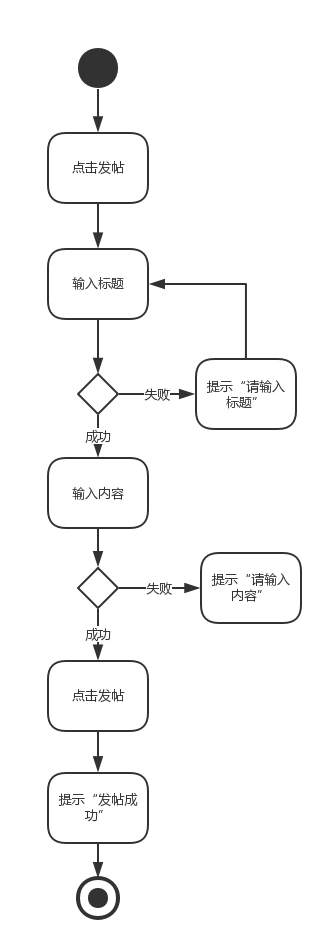 点击发帖
输入标题
失败
提示“请输入
标题”
成功
输入内容
失败
提示“请输入
内容”
成功
点击发帖
提示“发帖成
功”